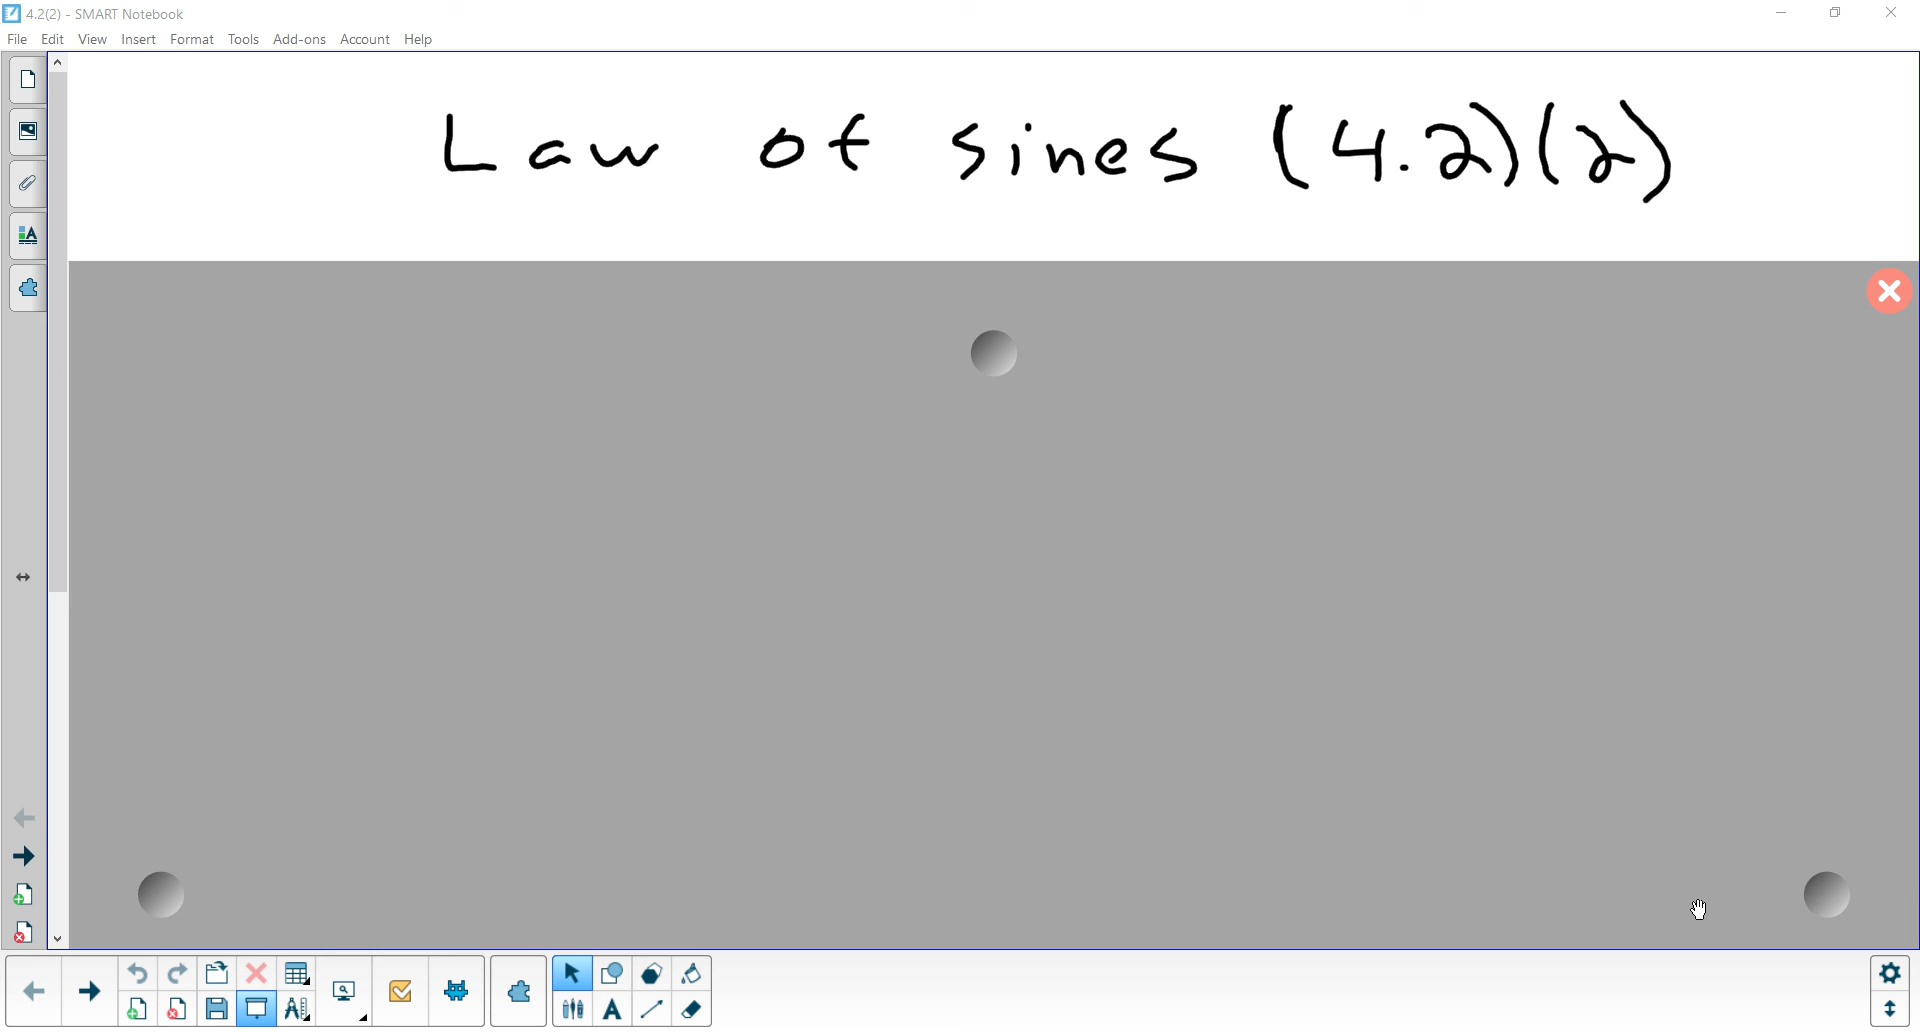 4.2(2) - SMART Notebook
File Edit View Insert Format Tools Add-ons Account Help
Law of sines (4.2)(2)